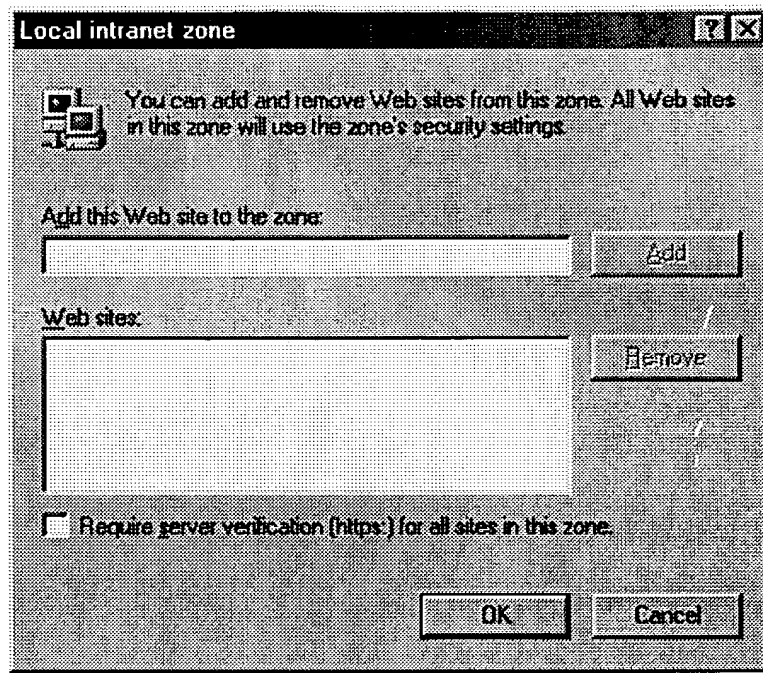 Local intranet zone
You can add and remove Web sites from this zone. All Web sites
in this zone will use the zone's security settings.
Add this Web site to the zone:
Add
Web sites:
Remove
Require server verification (https:) for all sites in this zone.
OK
Cancel